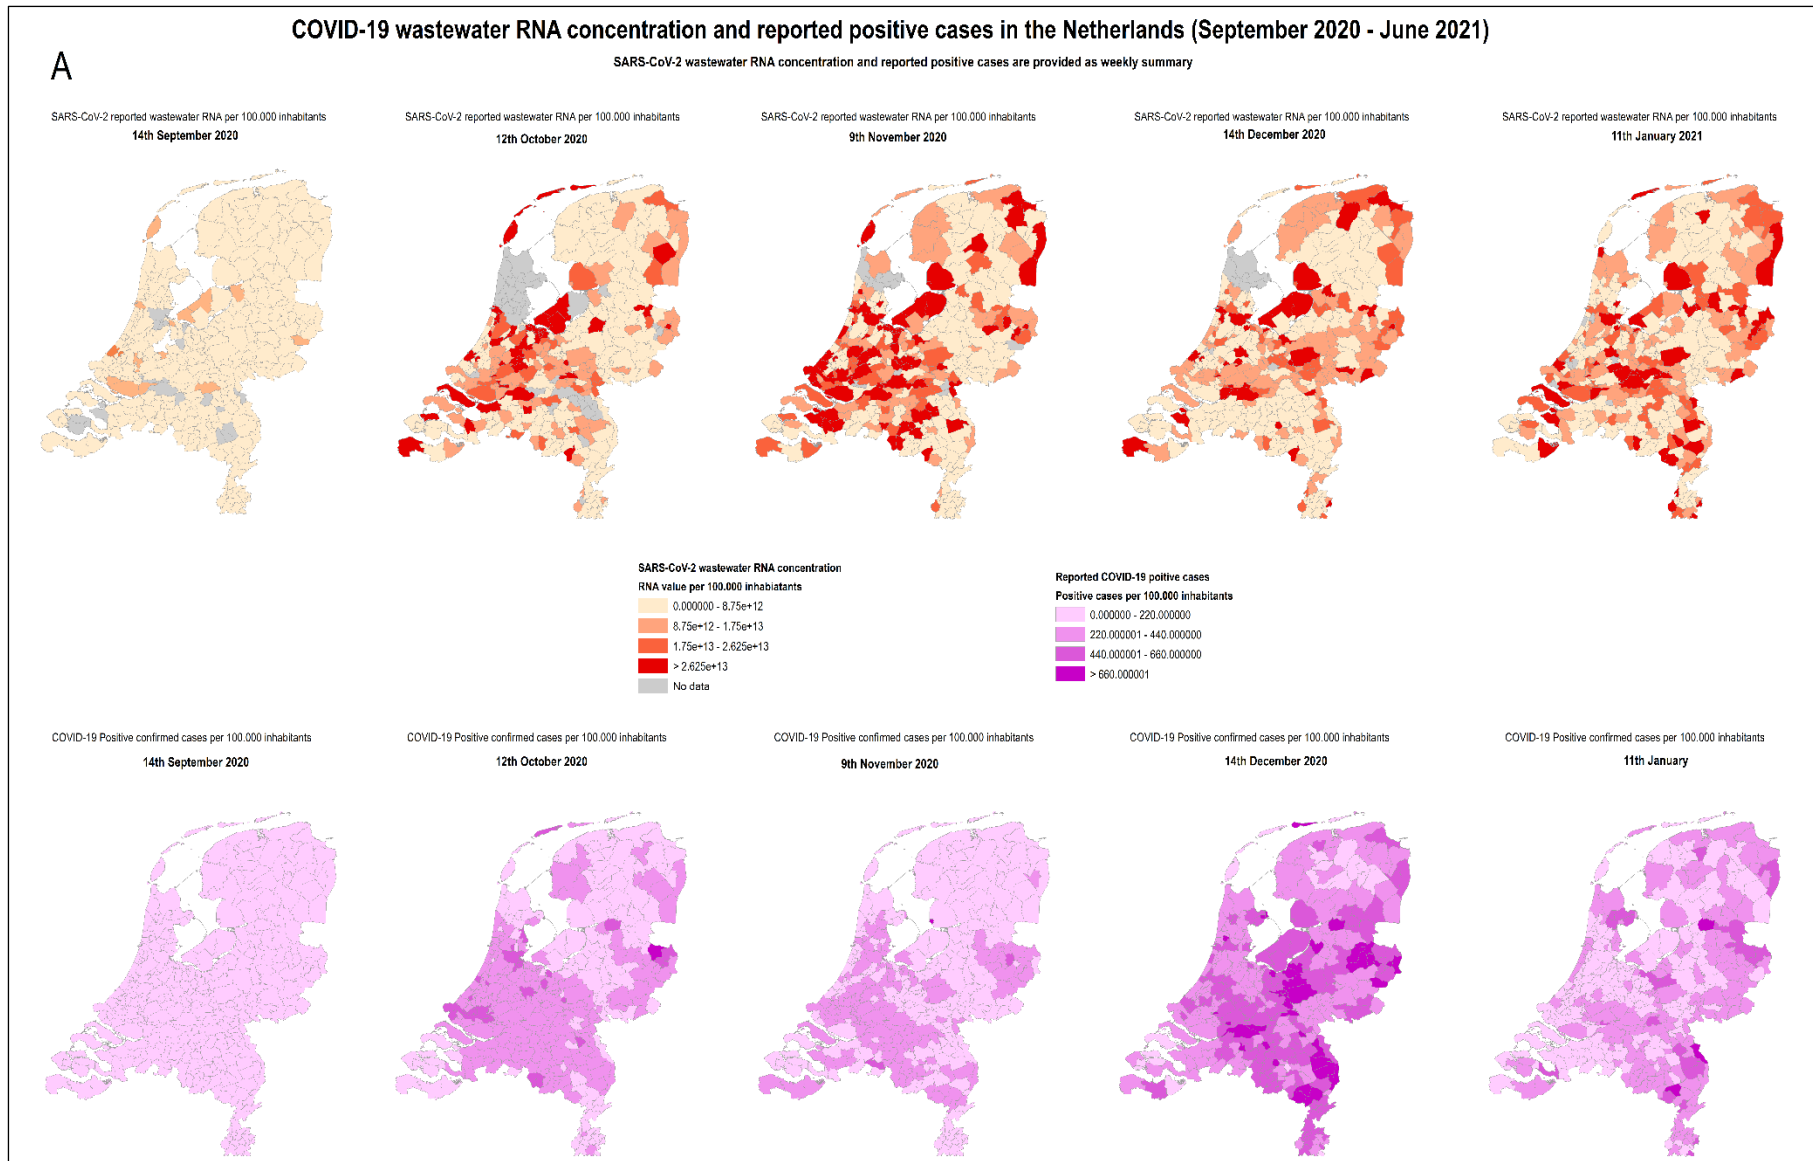 COVID-19 wastewater RNA concentration and reported positive cases in the Netherlands (September 2020 - June 2021)
A
SARS-CoV-2 wastewater RNA concentration and reported positive cases are provided as weekly summary
SARS-CoV-2 reported wastewater RNA per 100.000 inhabitants
14th September 2020
SARS-CoV-2 reported wastewater RNA per 100.000 inhabitants
12th October 2020
SARS-CoV-2 reported wastewater RNA per 100.000 inhabitants
9th November 2020
SARS-CoV-2 reported wastewater RNA per 100.000 inhabitants
14th December 2020
SARS-CoV-2 reported wastewater RNA per 100.000 inhabitants
11th January 2021
SARS-CoV-2 wastewater RNA concentration
RNA value per 100.000 inhabiatants
0.000000 - 8.75e+12
8.75e+12 - 1.75e+13
1.75e+13 - 2.625e+13
> 2.625e+13
No data
Reported COVID-19 poitive cases
Positive cases per 100.000 inhabitants
0.000000 - 220.000000
220.000001 - 440.000000
440.000001 - 660.000000
> 660.000001
COVID-19 Positive confirmed cases per 100.000 inhabitants
14th September 2020
COVID-19 Positive confirmed cases per 100.000 inhabitants
12th October 2020
COVID-19 Positive confirmed cases per 100.000 inhabitants
9th November 2020
COVID-19 Positive confirmed cases per 100.000 inhabitants
14th December 2020
COVID-19 Positive confirmed cases per 100.000 inhabitants
11th January